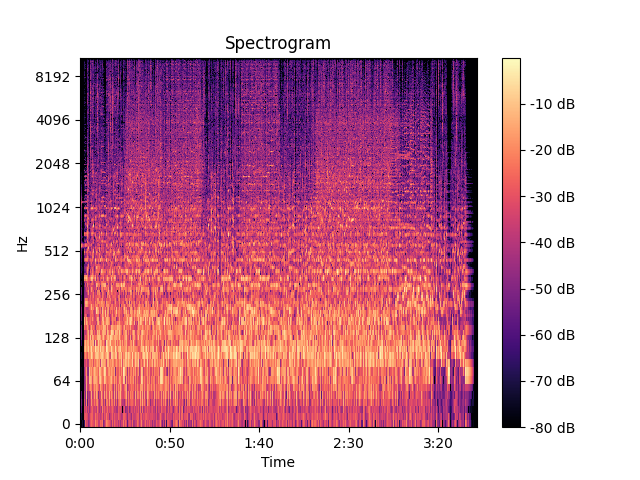 Spectrogram
8192
4096
2048
1024
512
256
128
64
0
Hz
0:00
0:50
1:40
2:30
3:20
Time
-10 dB
-20 dB
-30 dB
-40 dB
-50 dB
-60 dB
-70 dB
-80 dB